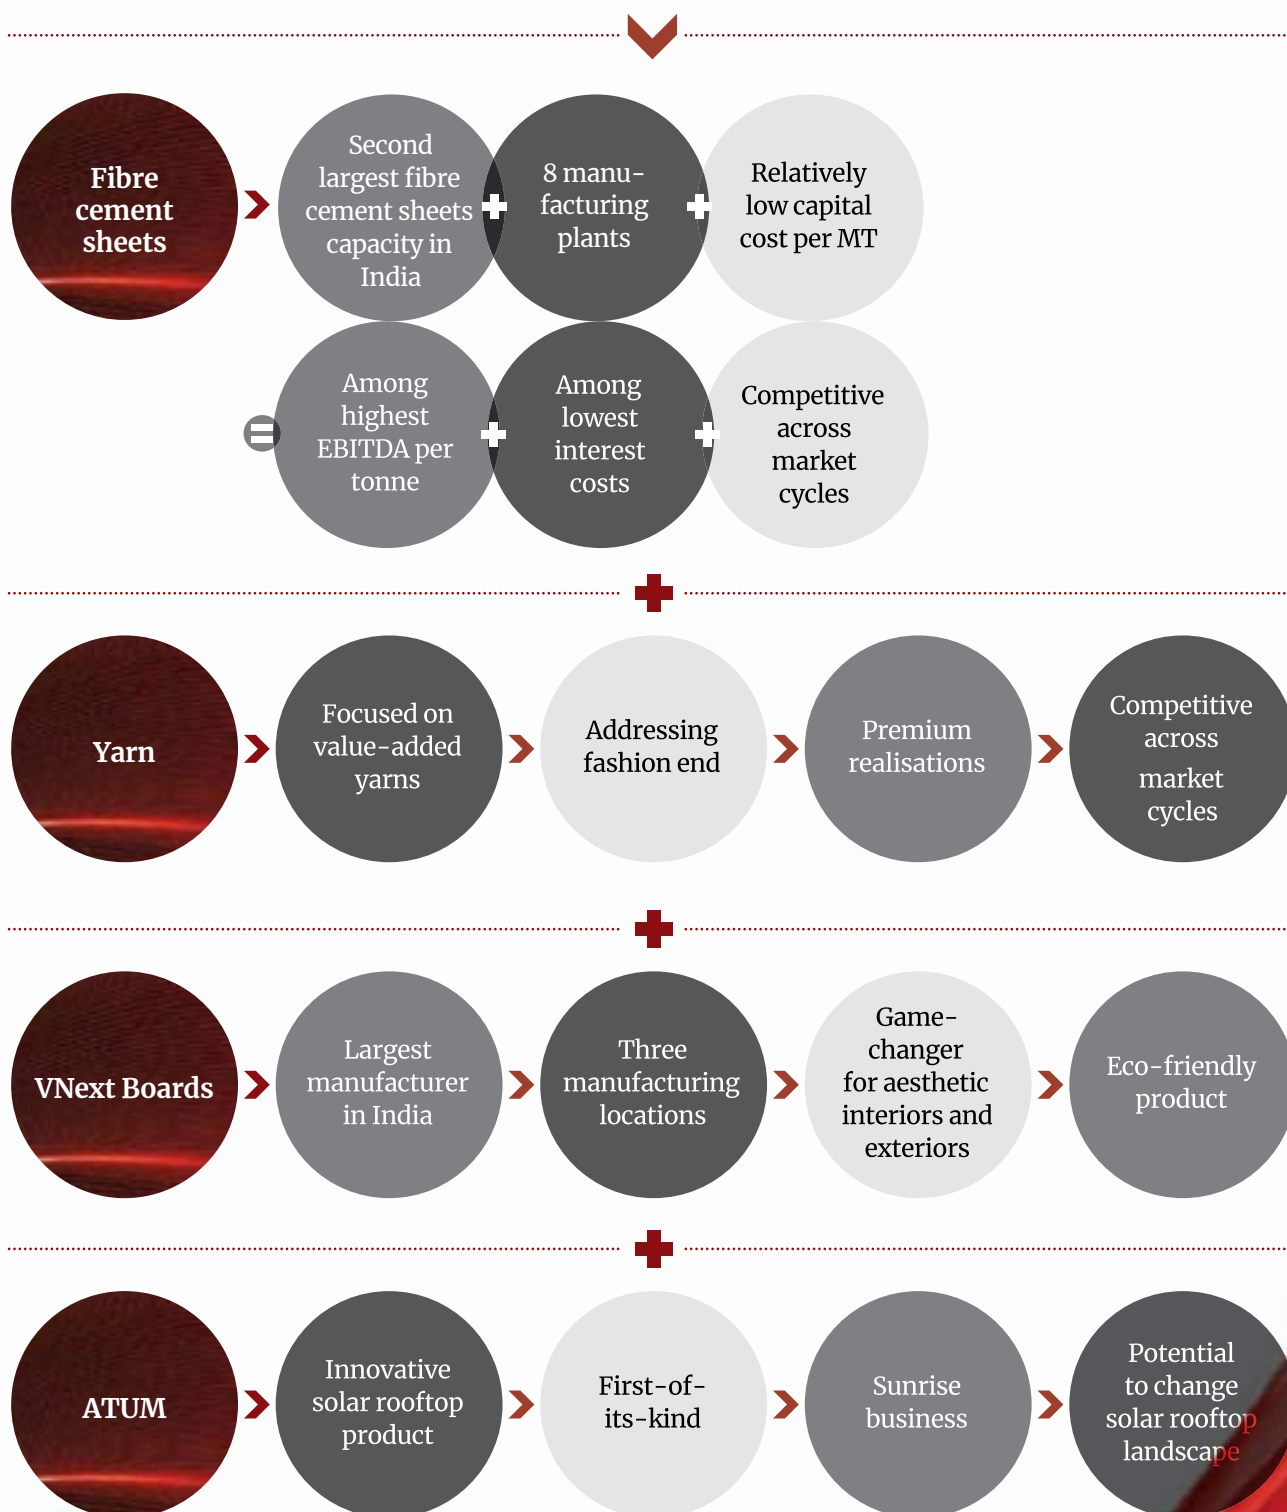 Fibre
cement
sheets
Second
largest fibre
cement sheets
capacity in
India
8 manu-
facturing
plants
Relatively
low capital
cost per MT
Among
highest
EBITDA per
tonne
Among
lowest
interest
costs
Competitive
across
market
cycles
Yarn
Focused on
value-added
yarns
Addressing
fashion end
Premium
realisations
Competitive
across
market
cycles
VNext Boards
Largest
manufacturer
in India
Three
manufacturing
locations
Game-
changer
for aesthetic
interiors and
exteriors
Eco-friendly
product
ATUM
Innovative
solar rooftop
product
First-of-
its-kind
Sunrise
business
Potential
to change
solar rooftop
landscape